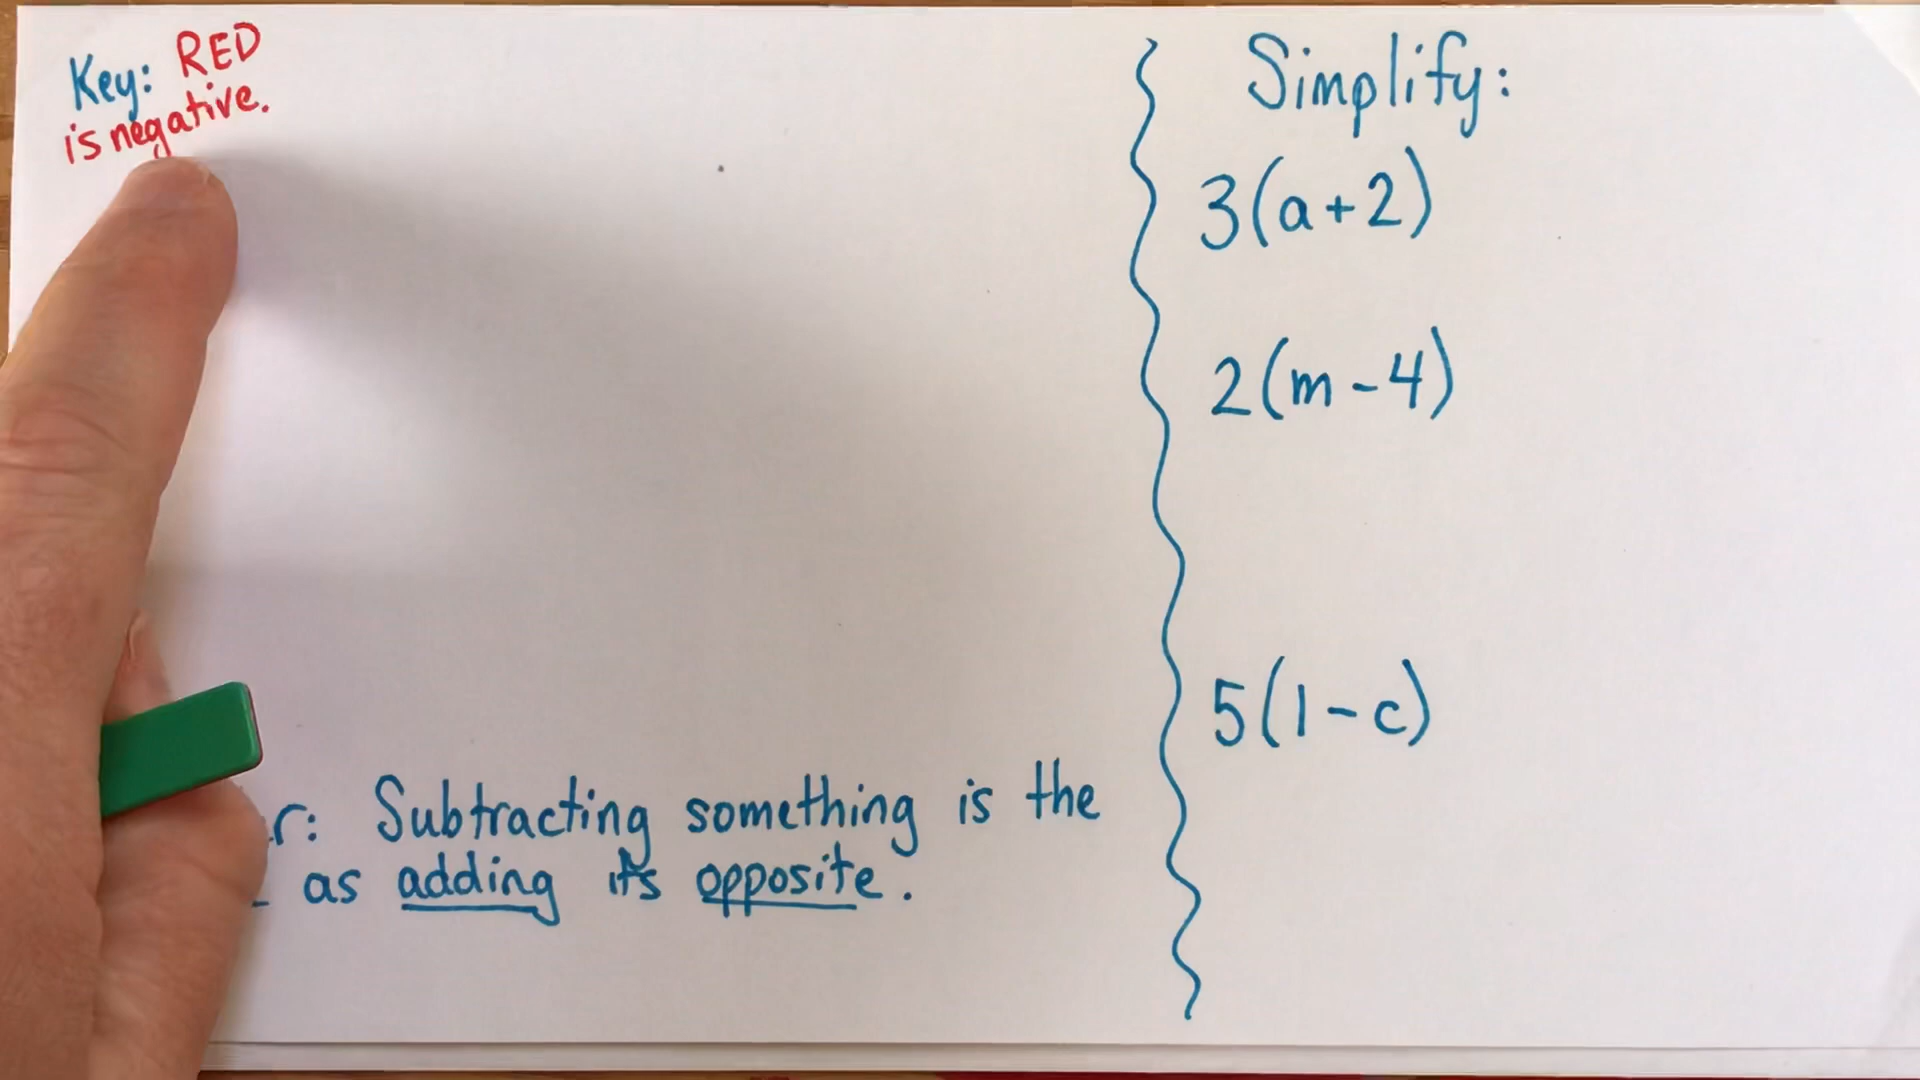 Key: RED
is negative.
Simplify:
3(a+2)
2(m-4)
5(1-c)
Subtracting something is the
as adding its opposite.